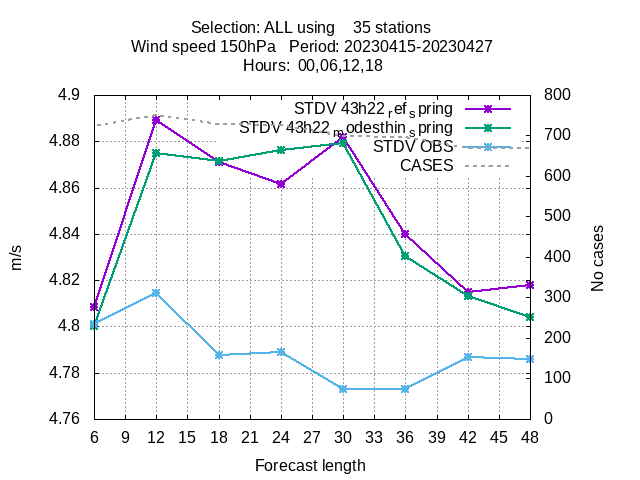 Selection: ALL using    35 stations
Wind speed 150hPa   Period: 20230415-20230427
Hours:  00,06,12,18
4.9
4.88
4.86
4.84
4.82
4.8
4.78
4.76
m/s
STDV 43h22_ref_spring
STDV 43h22_modesthin_spring
STDV OBS
CASES
800
700
600
500
400
300
200
100
0
No cases
6 9 12 15 18 21 24 27 30 33 36 39 42 45 48
Forecast length